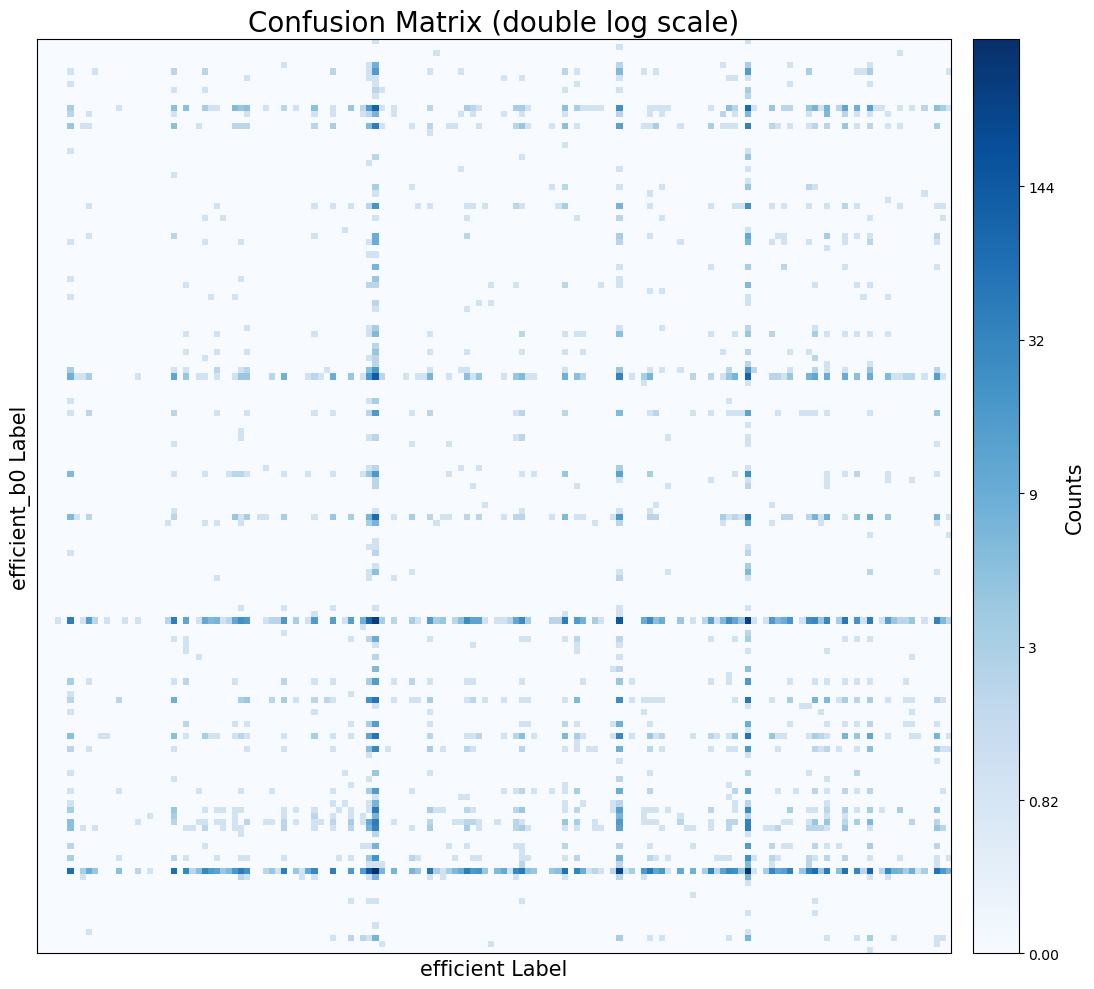 Confusion Matrix (double log scale)
efficient_b0 Label
efficient Label
144
32
9
3
0.82
0.00
Counts